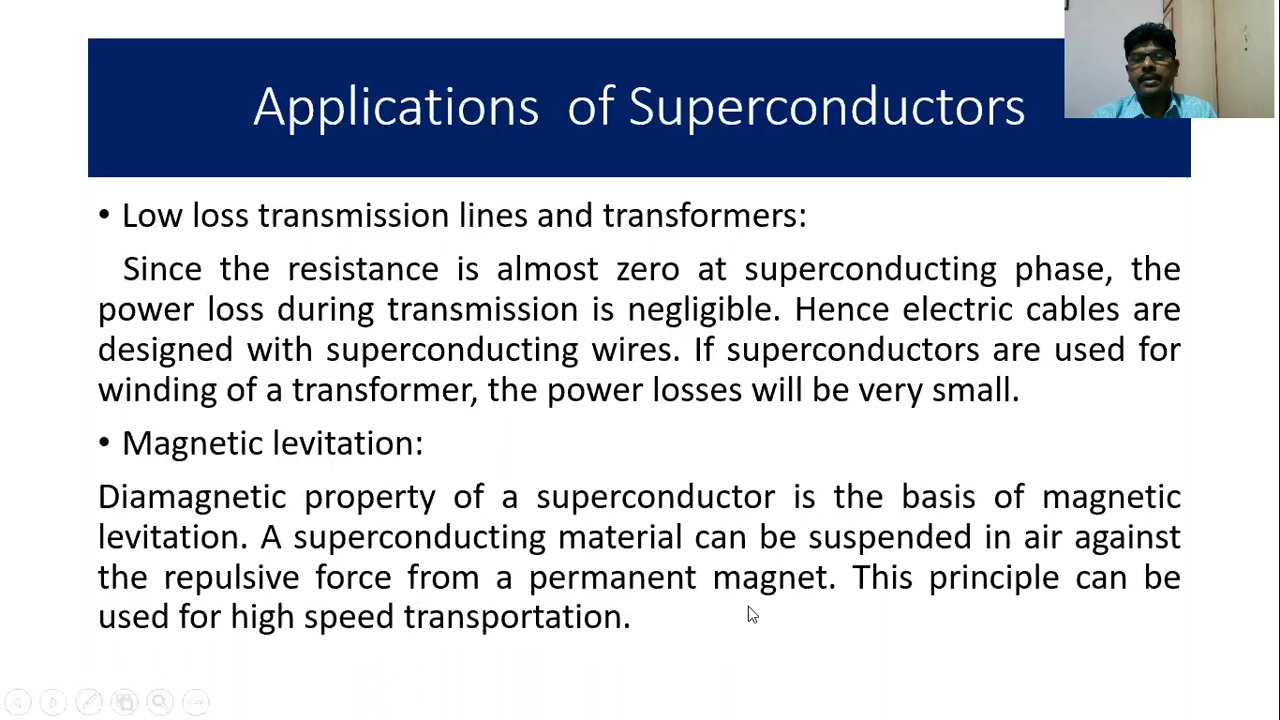 Applications of Superconductors
• Low loss transmission lines and transformers:
Since the resistance is almost zero at superconducting phase, the
power loss during transmission is negligible. Hence electric cables are
designed with superconducting wires. If superconductors are used for
winding of a transformer, the power losses will be very small.
• Magnetic levitation:
Diamagnetic property of a superconductor is the basis of magnetic
levitation. A superconducting material can be suspended in air against
the repulsive force from a permanent magnet. This principle can be
used for high speed transportation.